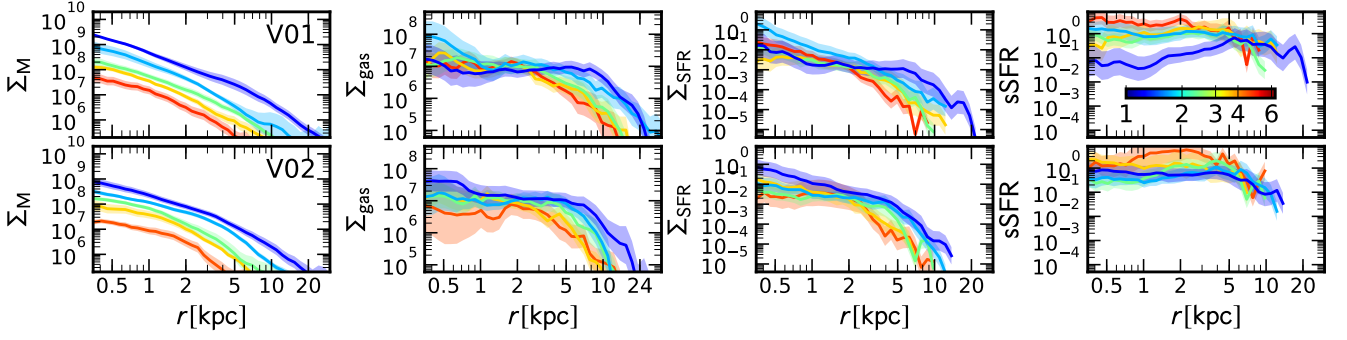 Σ_M 10^10 10^9 10^8 10^7 10^6 10^5 V01
Σ_gas 10^8 10^7 10^6 10^5
Σ_SFR 10^0 10^-1 10^-2 10^-3 10^-4 10^-5
sSFR 10^0 10^-1 10^-2 10^-3 10^-4
1 2 3 4 6
Σ_M 10^10 10^9 10^8 10^7 10^6 V02
Σ_gas 10^8 10^7 10^6 10^5
Σ_SFR 10^0 10^-1 10^-2 10^-3 10^-4 10^-5
sSFR 10^0 10^-1 10^-2 10^-4
0.5 1 2 5 10 20
0.5 1 2 5 10 24
0.5 1 2 5 10 20
0.5 1 2 5 10 20
r[kpc] r[kpc] r[kpc] r[kpc]